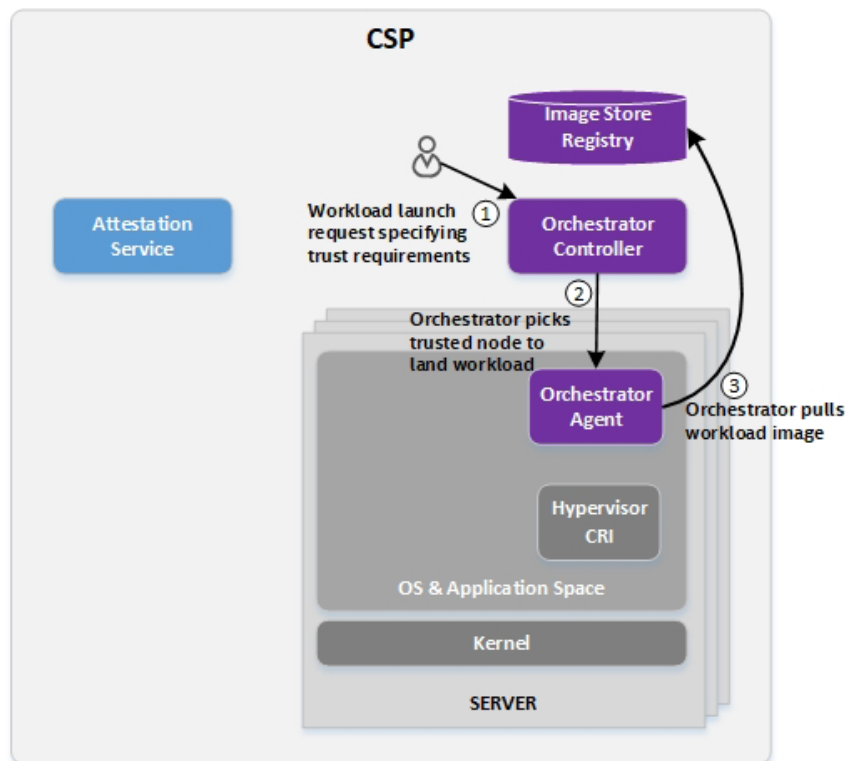 CSP
Image Store
Registry
Attestation
Service
Workload launch
request specifying
trust requirements
1
Orchestrator
Controller
2
Orchestrator picks
trusted node to
land workload
Orchestrator
Agent
3
Orchestrator pulls
workload image
Hypervisor
CRI
OS & Application Space
Kernel
SERVER